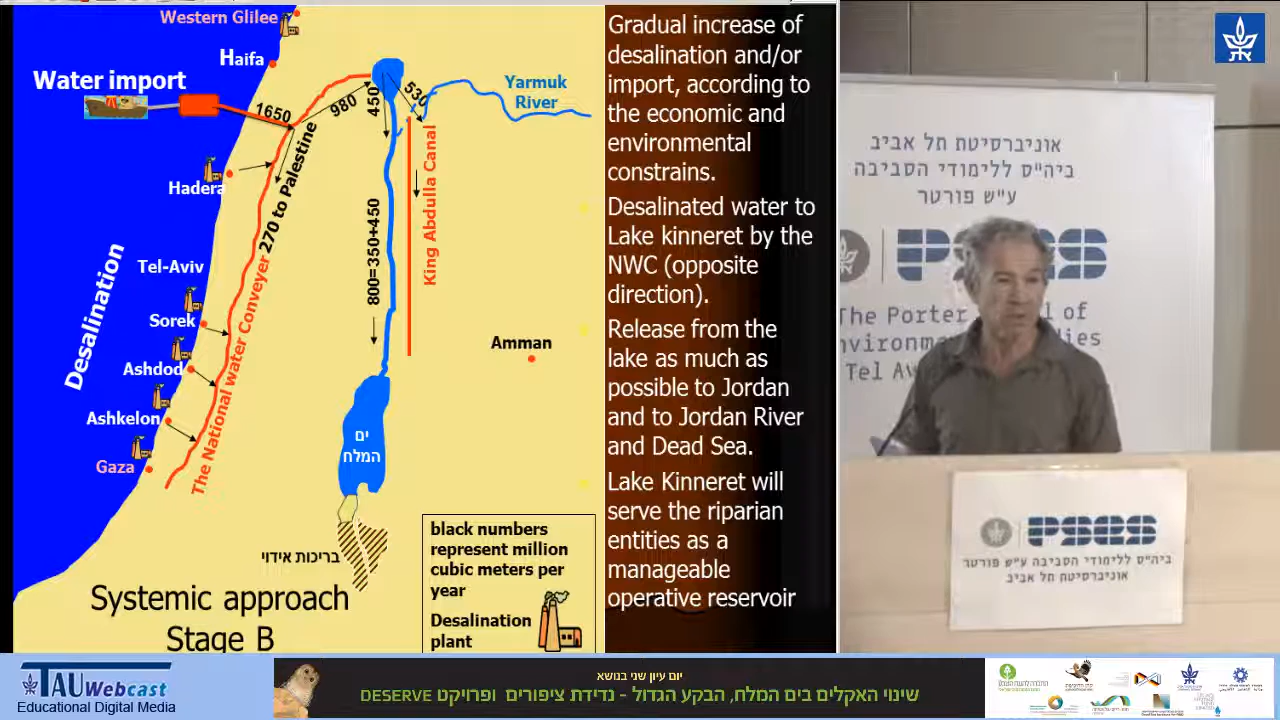 Western Glilee
Haifa
Water import
1650
980
450
530
Yarmuk
River
King Abdulla Canal
270 to Palestine
Hadera
800=350+450
The National water Conveyer
Desalination
Tel-Aviv
Sorek
Ashdod
Ashkelon
Gaza
Amman
ים
המלח
בריכות אידוי
black numbers
represent million
cubic meters per
year
Desalination
plant
Systemic approach
Stage B
Gradual increase of
desalination and/or
import, according to
the economic and
environmental
constrains.
Desalinated water to
Lake kinneret by the
NWC (opposite
direction).
Release from the
lake as much as
possible to Jordan
and to Jordan River
and Dead Sea.
Lake Kinneret will
serve the riparian
entities as a
manageable
operative reservoir
אוניברסיטת תל אביב
ביה"ס ללימודי הסביבה
ע"ש פורטר
PSES
The Porter
of
Tel
PSES
ביה"ס ללימודי הסביבה ע"ש פורטר
אוניברסיטת תל אביב
TAU Webcast
Educational Digital Media
יום עיון שני בנושא
שינוי האקלים בים המלח, הבקע הגדול - נדידת ציפורים ופרויקט DESERVE